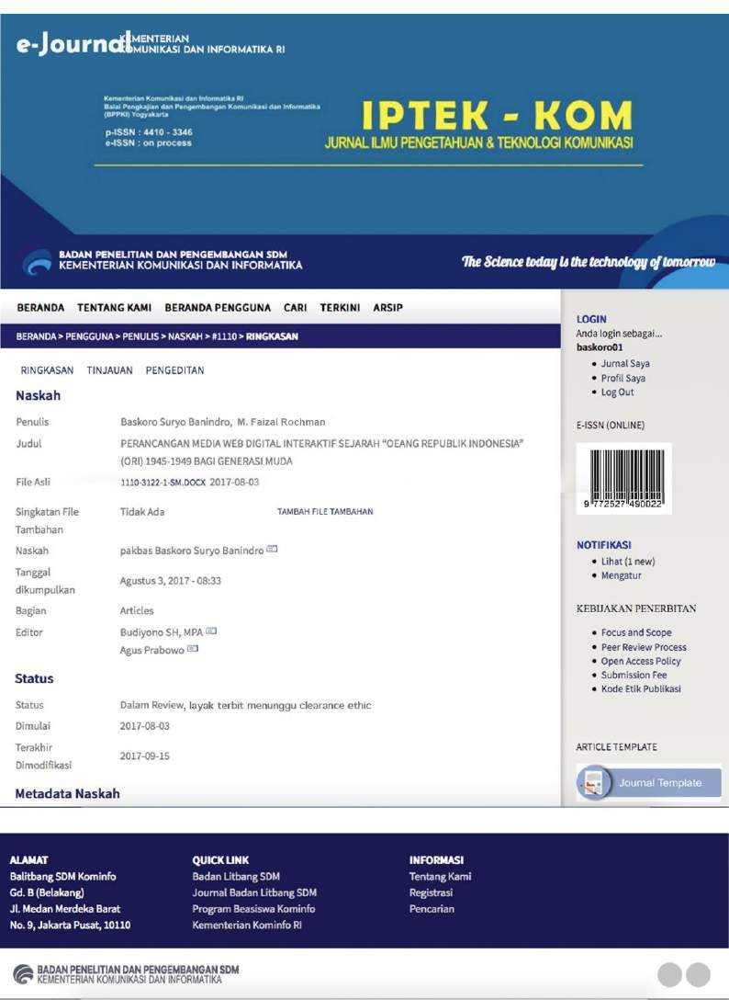 e-Journal KEMENTERIAN
KOMUNIKASI DAN INFORMATIKA RI
Kementerian Komunikasi dan Informatika RI
Balai Pengkajian dan Pengembangan Komunikasi dan Informatika
(BPPKI) Yogyakarta
p-ISSN : 4410 - 3346
e-ISSN : on process
IPTEK - KOM
JURNAL ILMU PENGETAHUAN & TEKNOLOGI KOMUNIKASI
BADAN PENELITIAN DAN PENGEMBANGAN SDM
KEMENTERIAN KOMUNIKASI DAN INFORMATIKA
The Science today is the technology of tomorrow
BERANDA TENTANG KAMI BERANDA PENGGUNA CARI TERKINI ARSIP
BERANDA > PENGGUNA > PENULIS > NASKAH > #1110 > RINGKASAN
RINGKASAN TINJAUAN PENGEDITAN
Naskah
Penulis Baskoro Suryo Banindro, M. Faizal Rochman
Judul PERANCANGAN MEDIA WEB DIGITAL INTERAKTIF SEJARAH “OEANG REPUBLIK INDONESIA”
(ORI) 1945-1949 BAGI GENERASI MUDA
File Asli 1110-3122-1-SM.DOCX 2017-08-03
Singkatan File Tidak Ada TAMBAH FILE TAMBAHAN
Tambahan
Naskah pakbas Baskoro Suryo Banindro
Tanggal
dikumpulkan Agustus 3, 2017 - 08:33
Bagian Articles
Editor Budiyono SH, MPA
Agus Prabowo
Status
Status Dalam Review, layak terbit menunggu clearance ethic
Dimulai 2017-08-03
Terakhir
Dimodifikasi 2017-09-15
Metadata Naskah
LOGIN
Anda login sebagai...
baskoro01
• Jurnal Saya
• Profil Saya
• Log Out
E-ISSN (ONLINE)
9 772527 490022
NOTIFIKASI
• Lihat (1 new)
• Mengatur
KEBIJAKAN PENERBITAN
• Focus and Scope
• Peer Review Process
• Open Access Policy
• Submission Fee
• Kode Etik Publikasi
ARTICLE TEMPLATE
Journal Template
ALAMAT
Balitbang SDM Kominfo
Gd. B (Belakang)
Jl. Medan Merdeka Barat
No. 9, Jakarta Pusat, 10110
QUICK LINK
Badan Litbang SDM
Journal Badan Litbang SDM
Program Beasiswa Kominfo
Kementerian Kominfo RI
INFORMASI
Tentang Kami
Registrasi
Pencarian
BADAN PENELITIAN DAN PENGEMBANGAN SDM
KEMENTERIAN KOMUNIKASI DAN INFORMATIKA